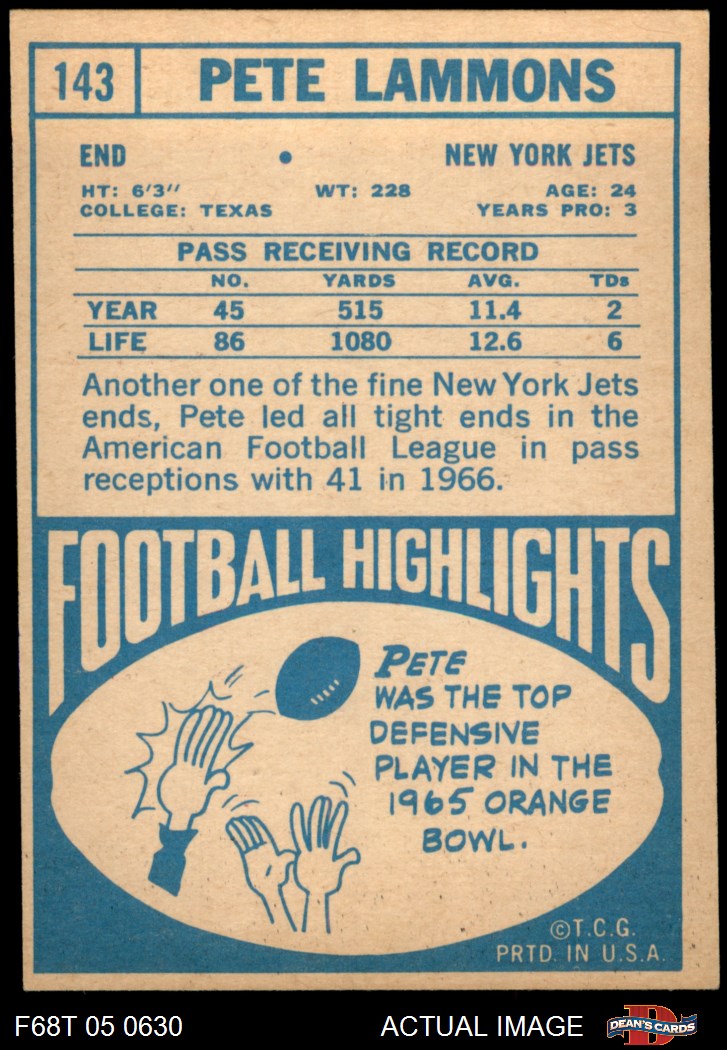 143 PETE LAMMONS
END • NEW YORK JETS
HT: 6'3" WT: 228 AGE: 24
COLLEGE: TEXAS YEARS PRO: 3
PASS RECEIVING RECORD
NO. YARDS AVG. TDs
YEAR 45 515 11.4 2
LIFE 86 1080 12.6 6
Another one of the fine New York Jets
ends, Pete led all tight ends in the
American Football League in pass
receptions with 41 in 1966.
FOOTBALL HIGHLIGHTS
PETE
WAS THE TOP
DEFENSIVE
PLAYER IN THE
1965 ORANGE
BOWL.
©T.C.G.
PRTD. IN U.S.A.
F68T 05 0630 ACTUAL IMAGE D DEAN'S CARDS